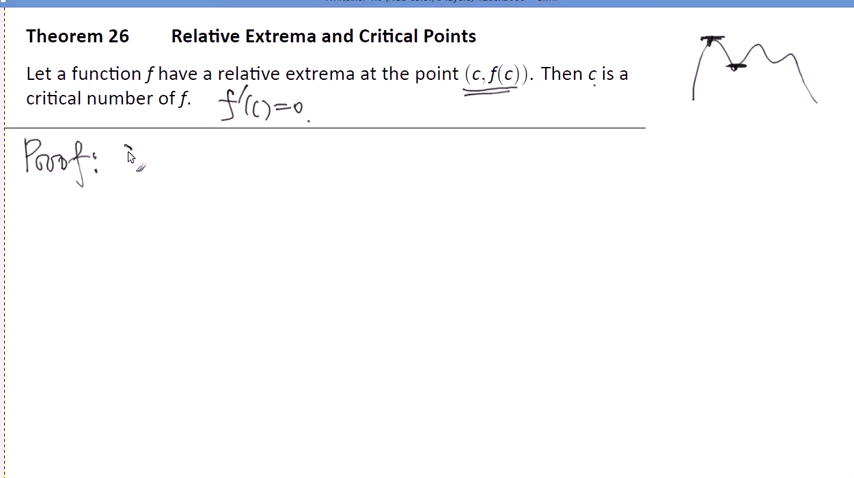 Theorem 26 Relative Extrema and Critical Points
Let a function f have a relative extrema at the point (c, f(c)). Then c is a
critical number of f. f'(c)=0.
Proof: